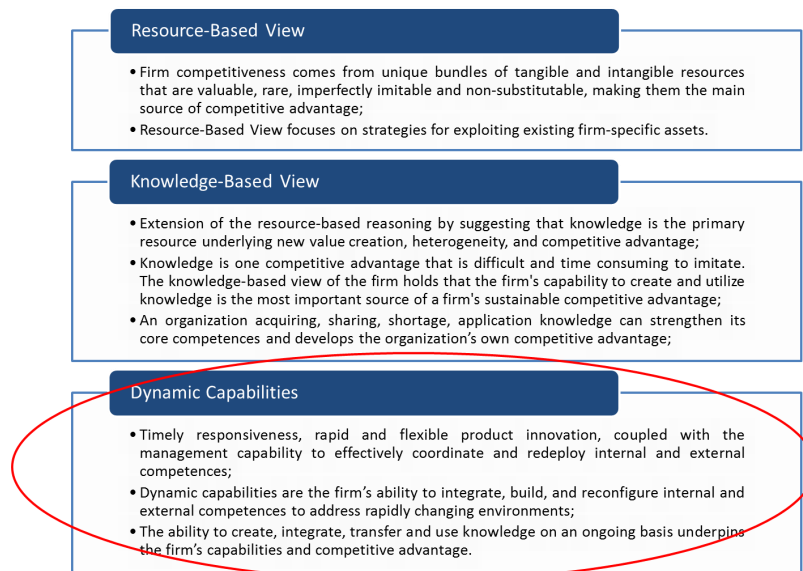 Resource-Based View
• Firm competitiveness comes from unique bundles of tangible and intangible resources
that are valuable, rare, imperfectly imitable and non-substitutable, making them the main
source of competitive advantage;
• Resource-Based View focuses on strategies for exploiting existing firm-specific assets.
Knowledge-Based View
• Extension of the resource-based reasoning by suggesting that knowledge is the primary
resource underlying new value creation, heterogeneity, and competitive advantage;
• Knowledge is one competitive advantage that is difficult and time consuming to imitate.
The knowledge-based view of the firm holds that the firm's capability to create and utilize
knowledge is the most important source of a firm's sustainable competitive advantage;
• An organization acquiring, sharing, shortage, application knowledge can strengthen its
core competences and develops the organization’s own competitive advantage;
Dynamic Capabilities
• Timely responsiveness, rapid and flexible product innovation, coupled with the
management capability to effectively coordinate and redeploy internal and external
competences;
• Dynamic capabilities are the firm’s ability to integrate, build, and reconfigure internal and
external competences to address rapidly changing environments;
• The ability to create, integrate, transfer and use knowledge on an ongoing basis underpins
the firm’s capabilities and competitive advantage.